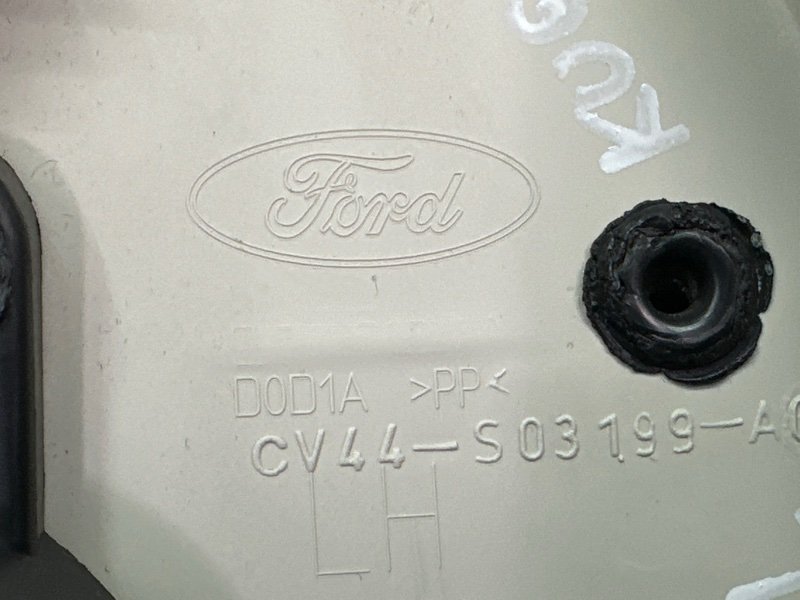 Ford
D0D1A >PP<
CV44-S03199-A
LH